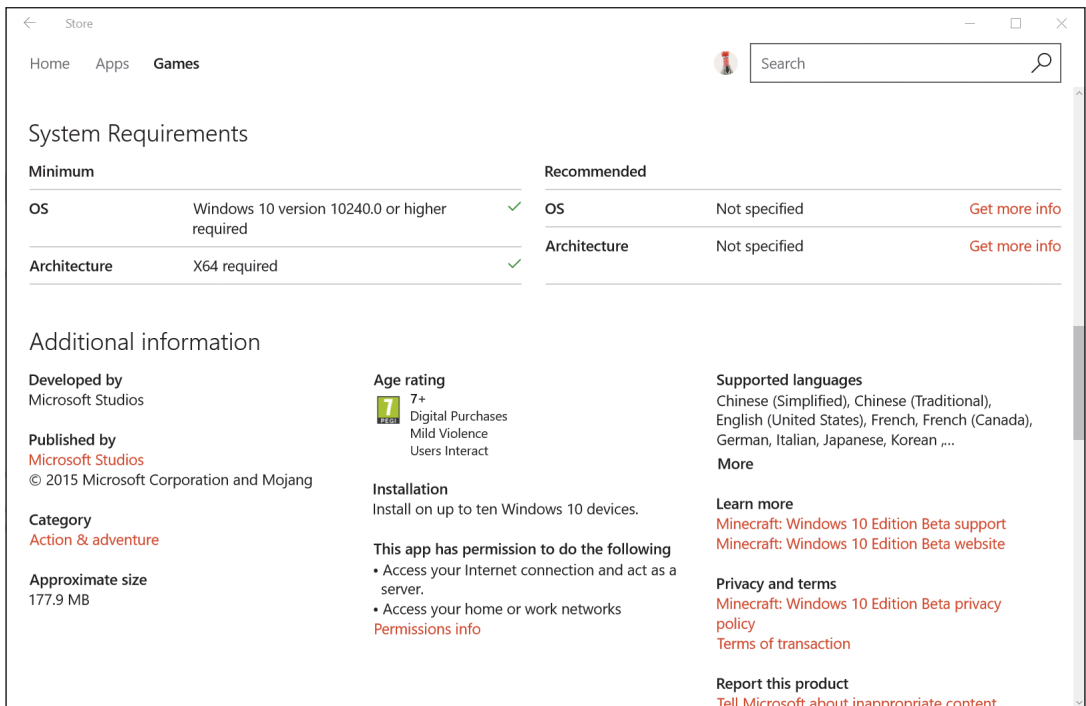 Store
Home Apps Games
Search
System Requirements
Minimum
OS Windows 10 version 10240.0 or higher
required
Architecture X64 required
Recommended
OS Not specified Get more info
Architecture Not specified Get more info
Additional information
Developed by
Microsoft Studios
Published by
Microsoft Studios
© 2015 Microsoft Corporation and Mojang
Category
Action & adventure
Approximate size
177.9 MB
Age rating
7
PEGI
7+
Digital Purchases
Mild Violence
Users Interact
Installation
Install on up to ten Windows 10 devices.
This app has permission to do the following
• Access your Internet connection and act as a
server.
• Access your home or work networks
Permissions info
Supported languages
Chinese (Simplified), Chinese (Traditional),
English (United States), French, French (Canada),
German, Italian, Japanese, Korean ,...
More
Learn more
Minecraft: Windows 10 Edition Beta support
Minecraft: Windows 10 Edition Beta website
Privacy and terms
Minecraft: Windows 10 Edition Beta privacy
policy
Terms of transaction
Report this product
Tell Microsoft about inappropriate content